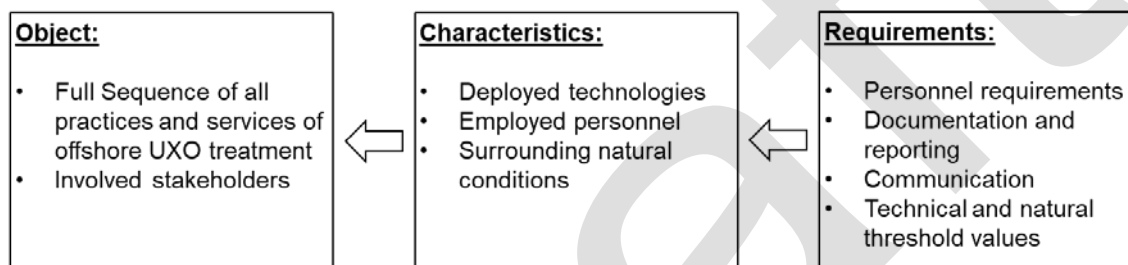 Object:
• Full Sequence of all
practices and services of
offshore UXO treatment
• Involved stakeholders
Characteristics:
• Deployed technologies
• Employed personnel
• Surrounding natural
conditions
Requirements:
• Personnel requirements
• Documentation and
reporting
• Communication
• Technical and natural
threshold values